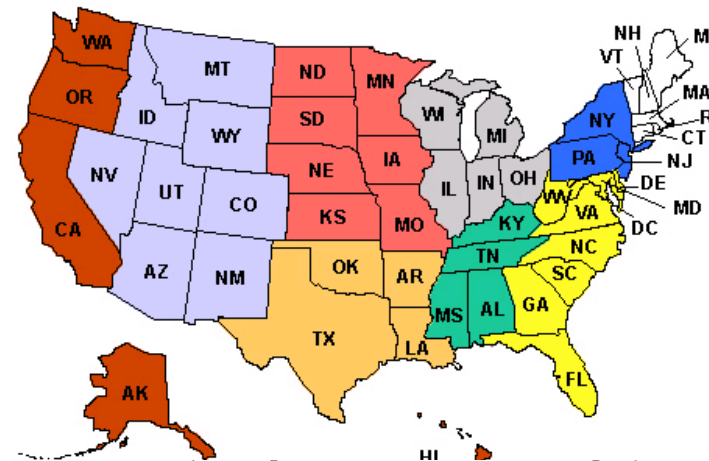 WA
MT
ND
MN
NH
M
VT
OR
ID
SD
WI
MI
NY
MA
R
CT
WY
NE
IA
PA
NJ
NV
UT
CO
IL
IN
OH
DE
KS
MO
KY
WV
VA
MD
DC
CA
AZ
NM
OK
AR
TN
NC
SC
TX
MS
AL
GA
LA
FL
AK
HI